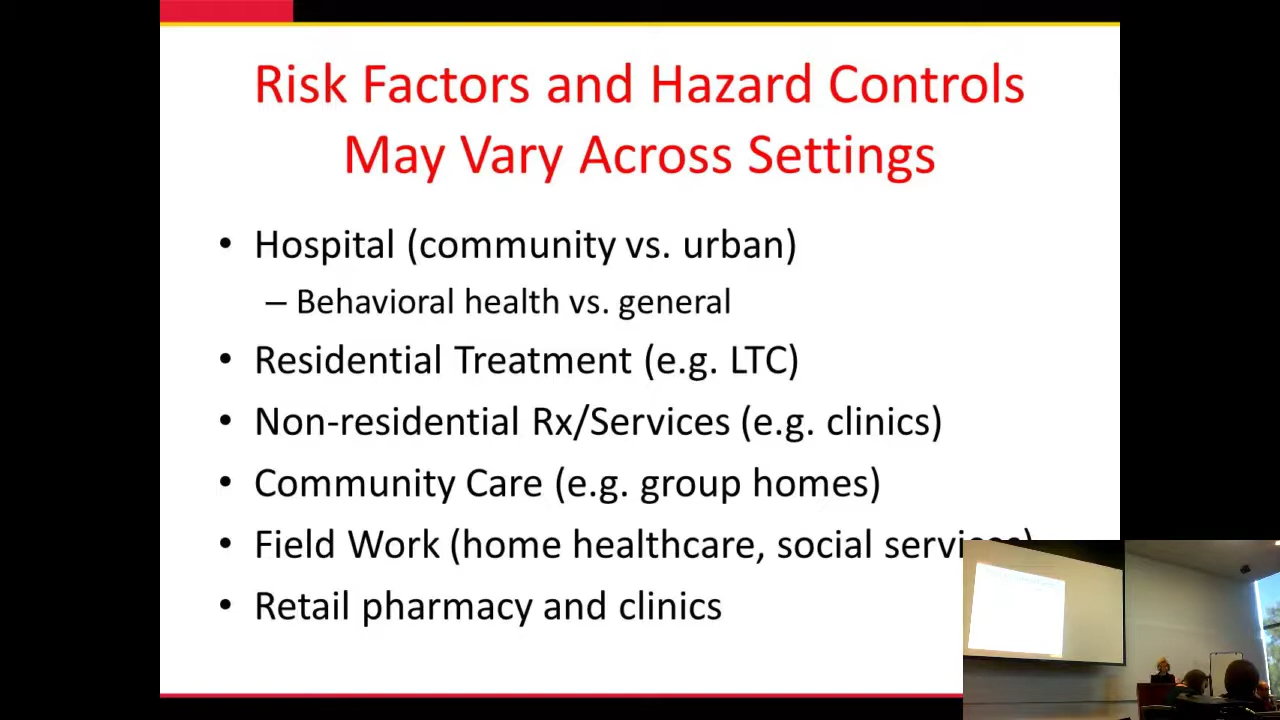 Risk Factors and Hazard Controls
May Vary Across Settings
• Hospital (community vs. urban)
– Behavioral health vs. general
• Residential Treatment (e.g. LTC)
• Non-residential Rx/Services (e.g. clinics)
• Community Care (e.g. group homes)
• Field Work (home healthcare, social services)
• Retail pharmacy and clinics